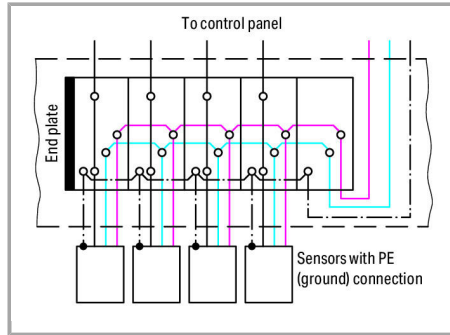 To control panel
End plate
Sensors with PE
(ground) connection